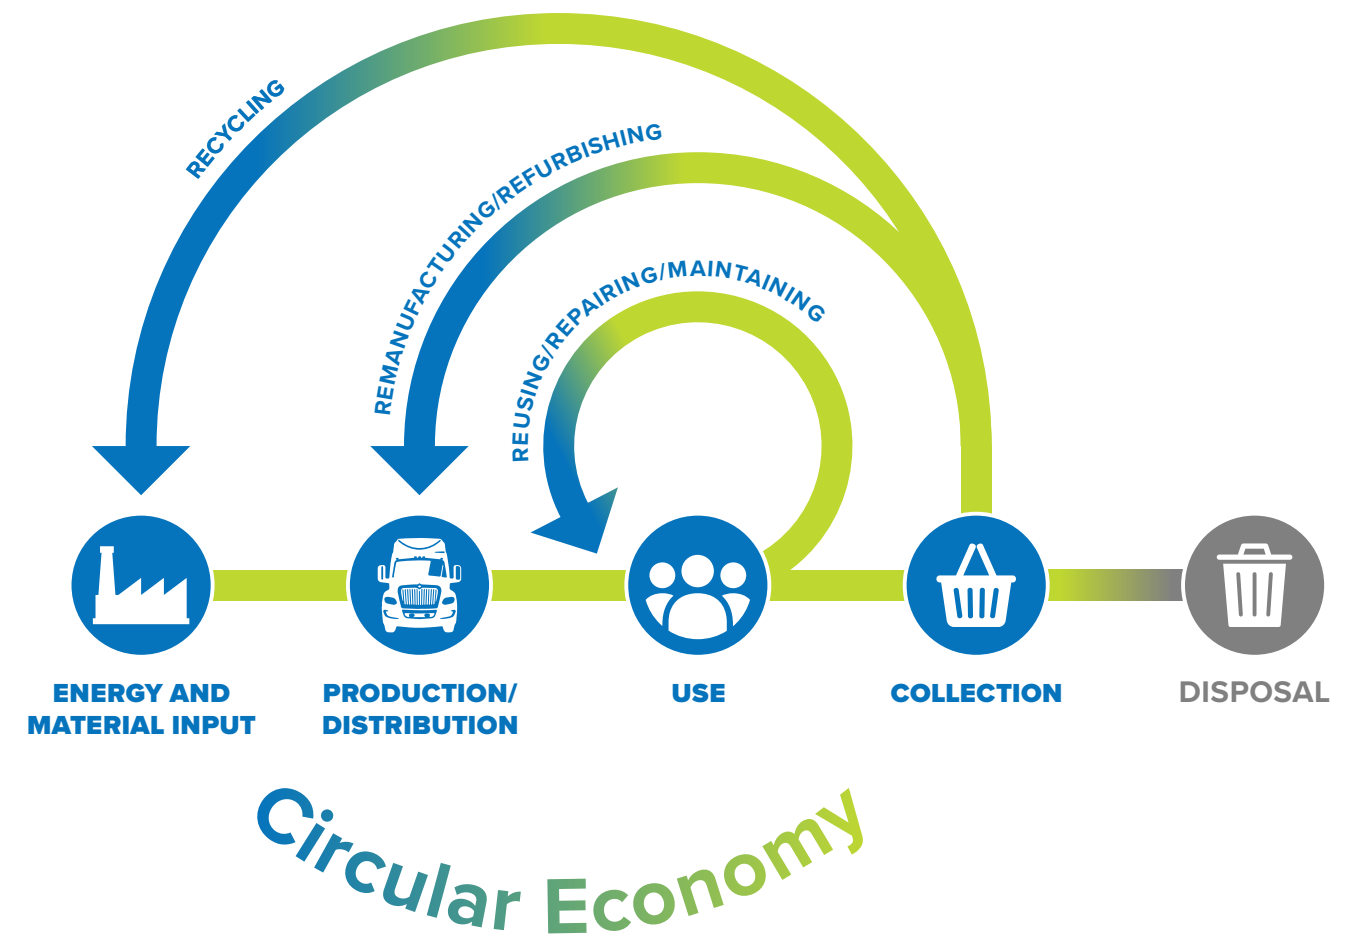 RECYCLING
REMANUFACTURING/REFURBISHING
REUSING/REPAIRING/MAINTAINING
ENERGY AND
MATERIAL INPUT
PRODUCTION/
DISTRIBUTION
USE
COLLECTION
DISPOSAL
Circular Economy